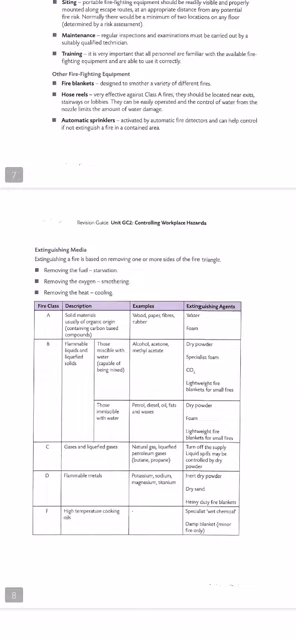 Siting – portable fire-fighting equipment should be readily visible and properly
mounted along escape routes, at an appropriate distance from any potential
fire risk. Normally there would be a minimum of two locations on any floor
(determined by a risk assessment).
Maintenance – regular inspections and examinations must be carried out by a
suitably qualified technician.
Training – it is very important that all personnel are familiar with the available fire-
fighting equipment and are able to use it correctly.
Other Fire-Fighting Equipment
Fire blankets – designed to smother a variety of different fires.
Hose reels – very effective against Class A fires, they should be located near exits,
stairways or lobbies. They can be easily operated and the control of water from the
nozzle limits the amount of water damage.
Automatic sprinklers – activated by automatic fire detectors and can help control
if not extinguish a fire in a contained area.
7
Revision Guide Unit GC2: Controlling Workplace Hazards
Extinguishing Media
Extinguishing a fire is based on removing one or more sides of the fire triangle.
Removing the fuel – starvation.
Removing the oxygen – smothering.
Removing the heat – cooling.
Fire Class Description Examples Extinguishing Agents
A Solid materials usually of organic origin (containing carbon based compounds) Wood, paper, fibres, rubber Water
Foam
B Flammable liquids and liquefied solids Those miscible with water (capable of being mixed) Alcohol, acetone, methyl acetate Dry powder
Specialist foam
CO₂
Lightweight fire blankets for small fires
Those immiscible with water Petrol, diesel, oil, fats and waxes Dry powder
Foam
Lightweight fire blankets for small fires
C Gases and liquefied gases Natural gas, liquefied petroleum gases (butane, propane) Turn off the supply
Liquid spills may be controlled by dry powder
D Flammable metals Potassium, sodium, magnesium, titanium Inert dry powder
Dry sand
Heavy duty fire blankets
F High temperature cooking oils - Specialist 'wet chemical'
Damp blanket (minor fire only)
8